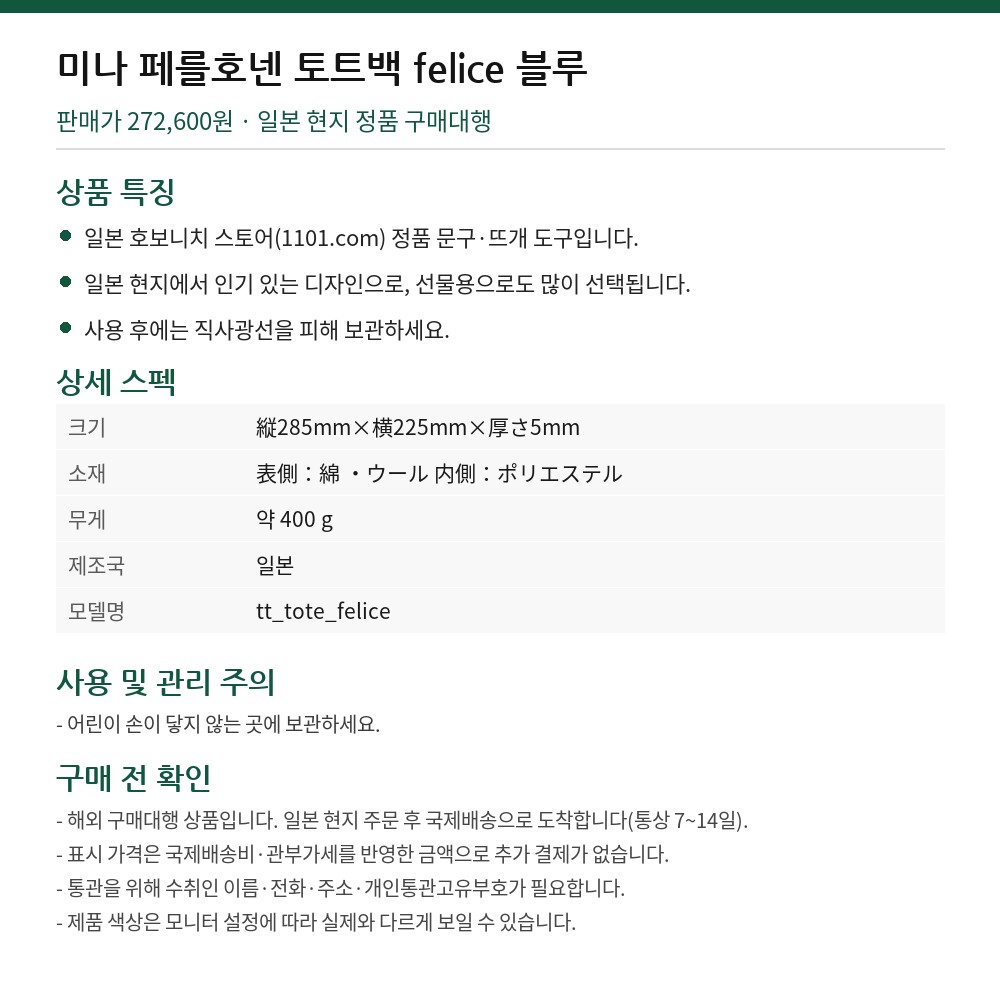 미나 페를호넨 토트백 felice 블루
판매가 272,600원 · 일본 현지 정품 구매대행
상품 특징
● 일본 호보니치 스토어(1101.com) 정품 문구·뜨개 도구입니다.
● 일본 현지에서 인기 있는 디자인으로, 선물용으로도 많이 선택됩니다.
● 사용 후에는 직사광선을 피해 보관하세요.
상세 스펙
크기 縦285mm×横225mm×厚さ5mm
소재 表側：綿 ・ウール 内側：ポリエステル
무게 약 400 g
제조국 일본
모델명 tt_tote_felice
사용 및 관리 주의
- 어린이 손이 닿지 않는 곳에 보관하세요.
구매 전 확인
- 해외 구매대행 상품입니다. 일본 현지 주문 후 국제배송으로 도착합니다(통상 7~14일).
- 표시 가격은 국제배송비·관부가세를 반영한 금액으로 추가 결제가 없습니다.
- 통관을 위해 수취인 이름·전화·주소·개인통관고유부호가 필요합니다.
- 제품 색상은 모니터 설정에 따라 실제와 다르게 보일 수 있습니다.